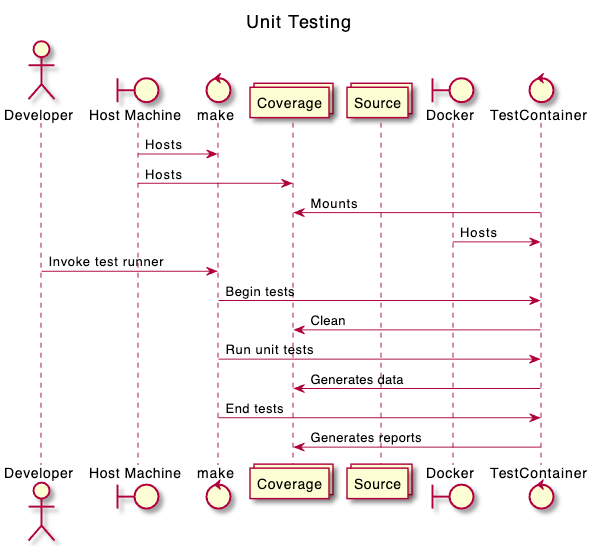 Unit Testing
Developer Host Machine make Coverage Source Docker TestContainer
Hosts
Hosts
Mounts
Hosts
Invoke test runner
Begin tests
Clean
Run unit tests
Generates data
End tests
Generates reports
Developer Host Machine make Coverage Source Docker TestContainer